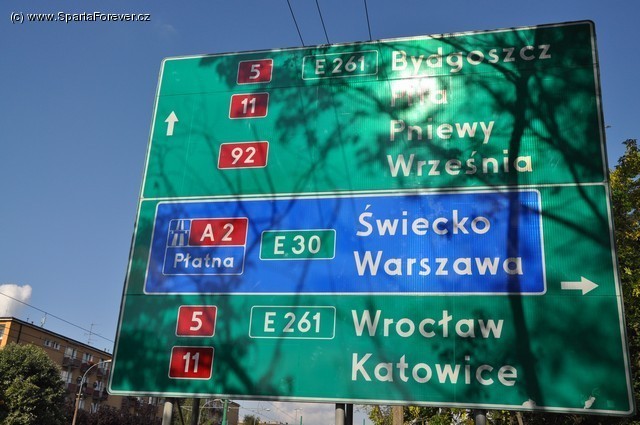 (c) www.SpartaForever.cz
5 E 261 Bydgoszcz
11 Piła
Pniewy
92 Września
A 2 E 30 Świecko
Płatna Warszawa
5 E 261 Wrocław
11 Katowice